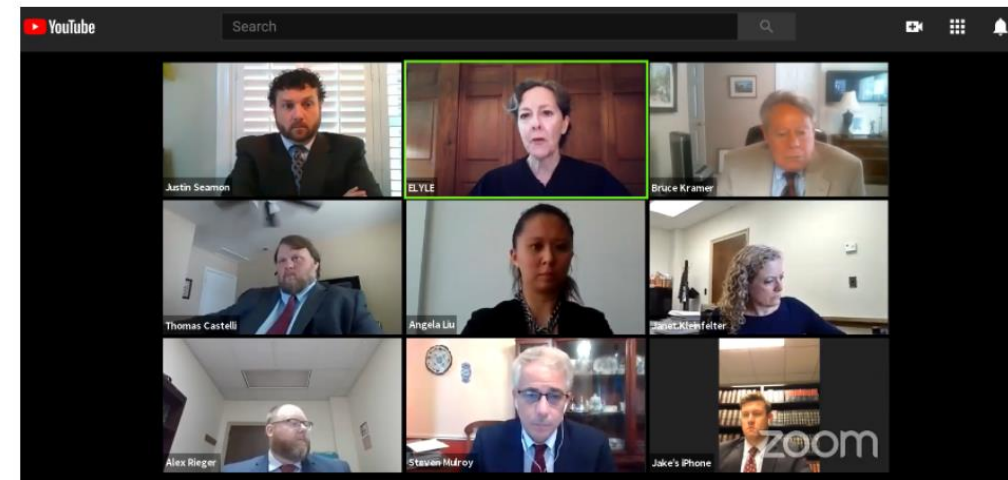 YouTube
Search
Justin Seamon
ELYLE
Bruce Kramer
Thomas Castelli
Angela Liu
Janet Kleinfelter
Alex Rieger
Steven Mulroy
Jake's iPhone
zoom